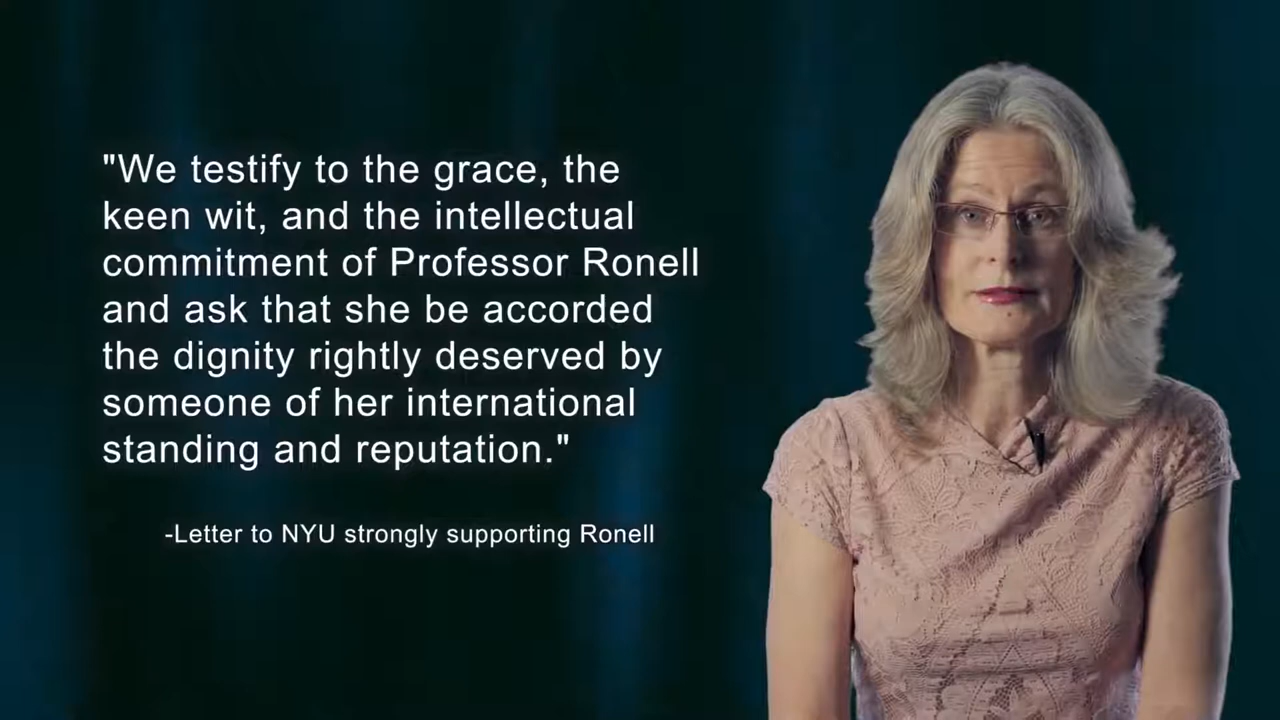 "We testify to the grace, the
keen wit, and the intellectual
commitment of Professor Ronell
and ask that she be accorded
the dignity rightly deserved by
someone of her international
standing and reputation."
-Letter to NYU strongly supporting Ronell